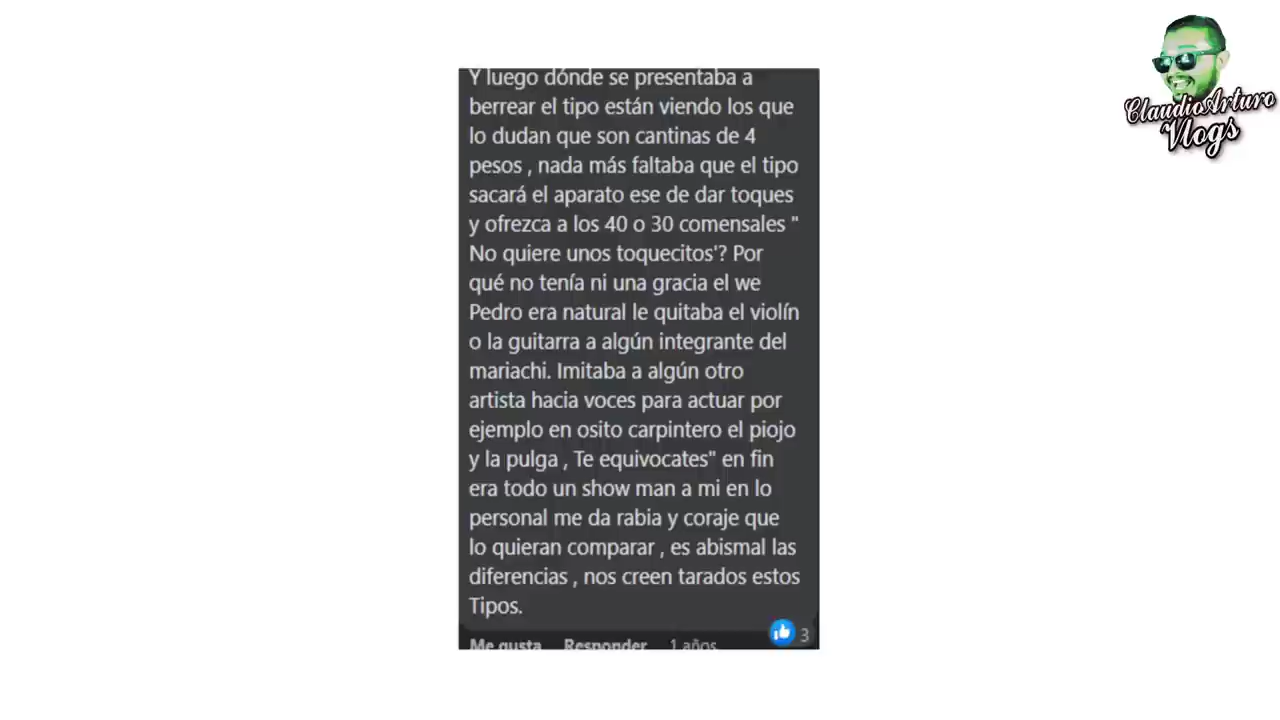 Y luego dónde se presentaba a
berrear el tipo están viendo los que
lo dudan que son cantinas de 4
pesos , nada más faltaba que el tipo
sacará el aparato ese de dar toques
y ofrezca a los 40 o 30 comensales "
No quiere unos toquecitos'? Por
qué no tenía ni una gracia el we
Pedro era natural le quitaba el violín
o la guitarra a algún integrante del
mariachi. Imitaba a algún otro
artista hacia voces para actuar por
ejemplo en osito carpintero el piojo
y la pulga , Te equivocates" en fin
era todo un show man a mi en lo
personal me da rabia y coraje que
lo quieran comparar , es abismal las
diferencias , nos creen tarados estos
Tipos.
3
Me gusta Responder 1 años
ClaudioArturo
Vlogs